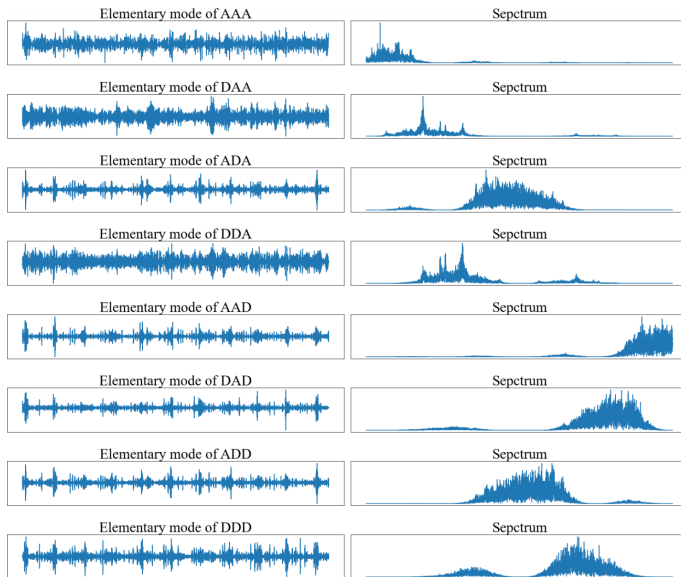 Elementary mode of AAA Sepctrum
Elementary mode of DAA Sepctrum
Elementary mode of ADA Sepctrum
Elementary mode of DDA Sepctrum
Elementary mode of AAD Sepctrum
Elementary mode of DAD Sepctrum
Elementary mode of ADD Sepctrum
Elementary mode of DDD Sepctrum